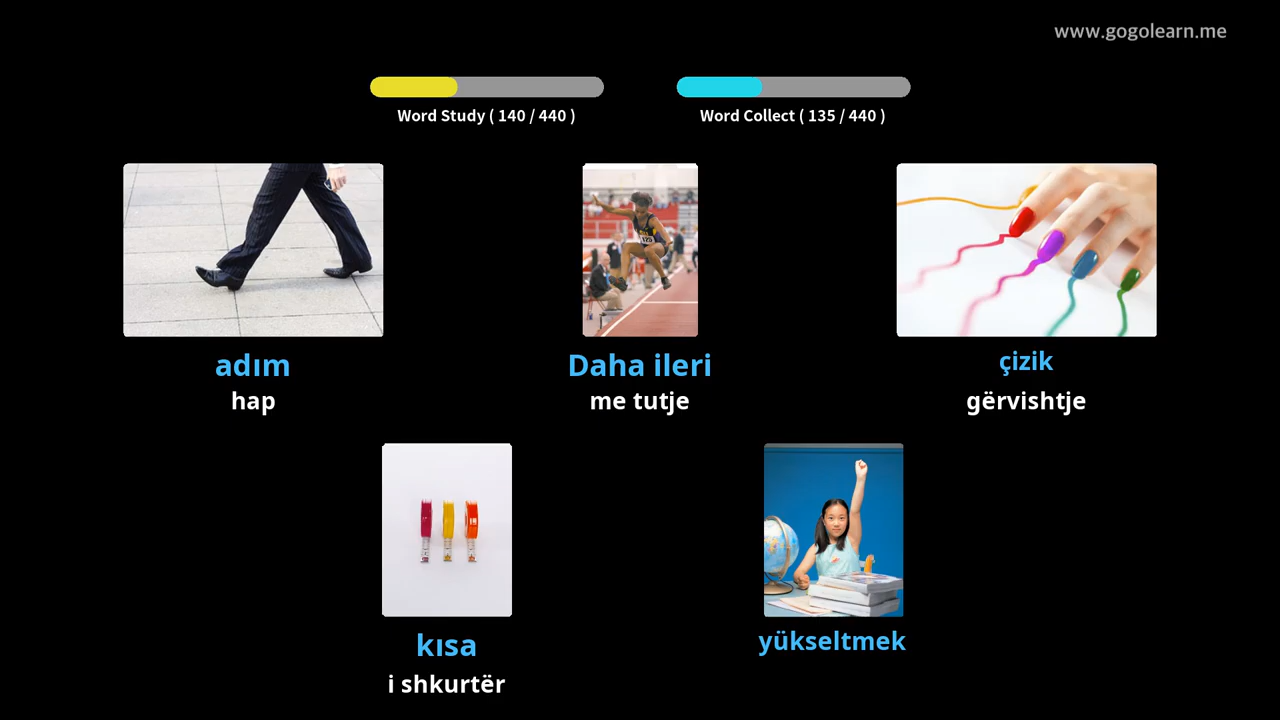 www.gogolearn.me
Word Study ( 140 / 440 )
Word Collect ( 135 / 440 )
adım
hap
Daha ileri
me tutje
çizik
gërvishtje
kısa
i shkurtër
yükseltmek